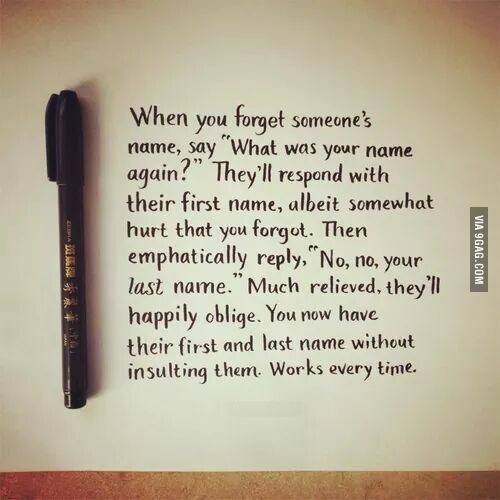 When you forget someone's
name, say "What was your name
again?" They'll respond with
their first name, albeit somewhat
hurt that you forgot. Then
emphatically reply, "No, no, your
last name." Much relieved, they'll
happily oblige. You now have
their first and last name without
insulting them. Works every time.
VIA 9GAG.COM